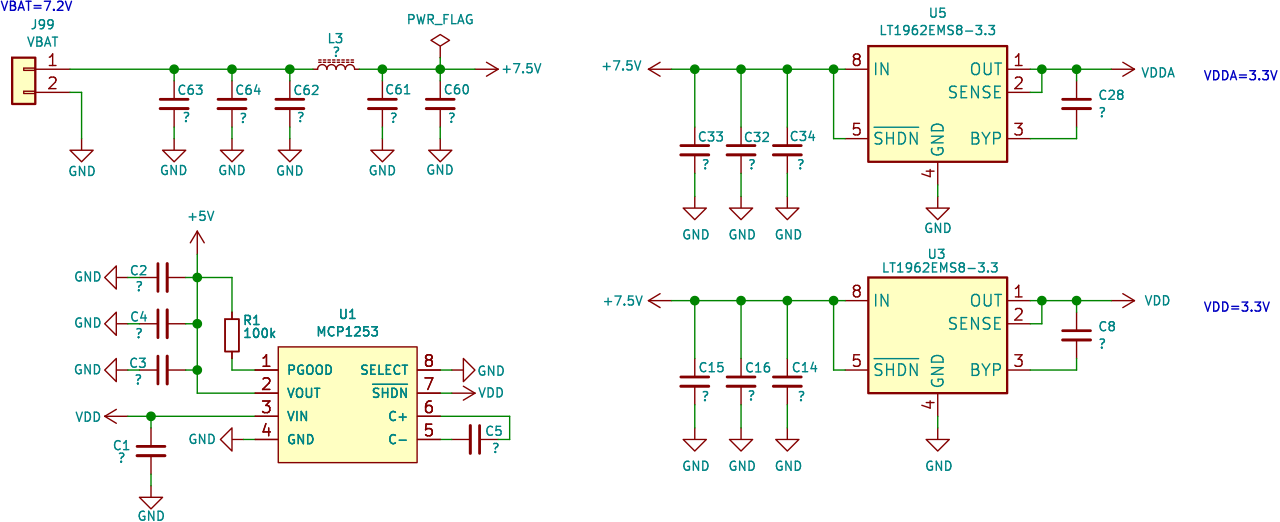 VBAT=7.2V
J99
VBAT
1
2
GND
C63
?
GND
C64
?
GND
C62
?
GND
L3
?
C61
?
GND
PWR_FLAG
C60
?
GND
+7.5V
+5V
GND
C2
?
GND
C4
?
GND
C3
?
R1
100k
VDD
C1
?
GND
GND
U1
MCP1253
1
PGOOD
2
VOUT
3
VIN
4
GND
SELECT
8
GND
SHDN
7
VDD
C+
6
C-
5
C5
?
+7.5V
C33
?
GND
C32
?
GND
C34
?
GND
U5
LT1962EMS8-3.3
8
IN
5
SHDN
GND
4
GND
OUT
1
SENSE
2
BYP
3
VDDA
C28
?
VDDA=3.3V
+7.5V
C15
?
GND
C16
?
GND
C14
?
GND
U3
LT1962EMS8-3.3
8
IN
5
SHDN
GND
4
GND
OUT
1
SENSE
2
BYP
3
VDD
C8
?
VDD=3.3V